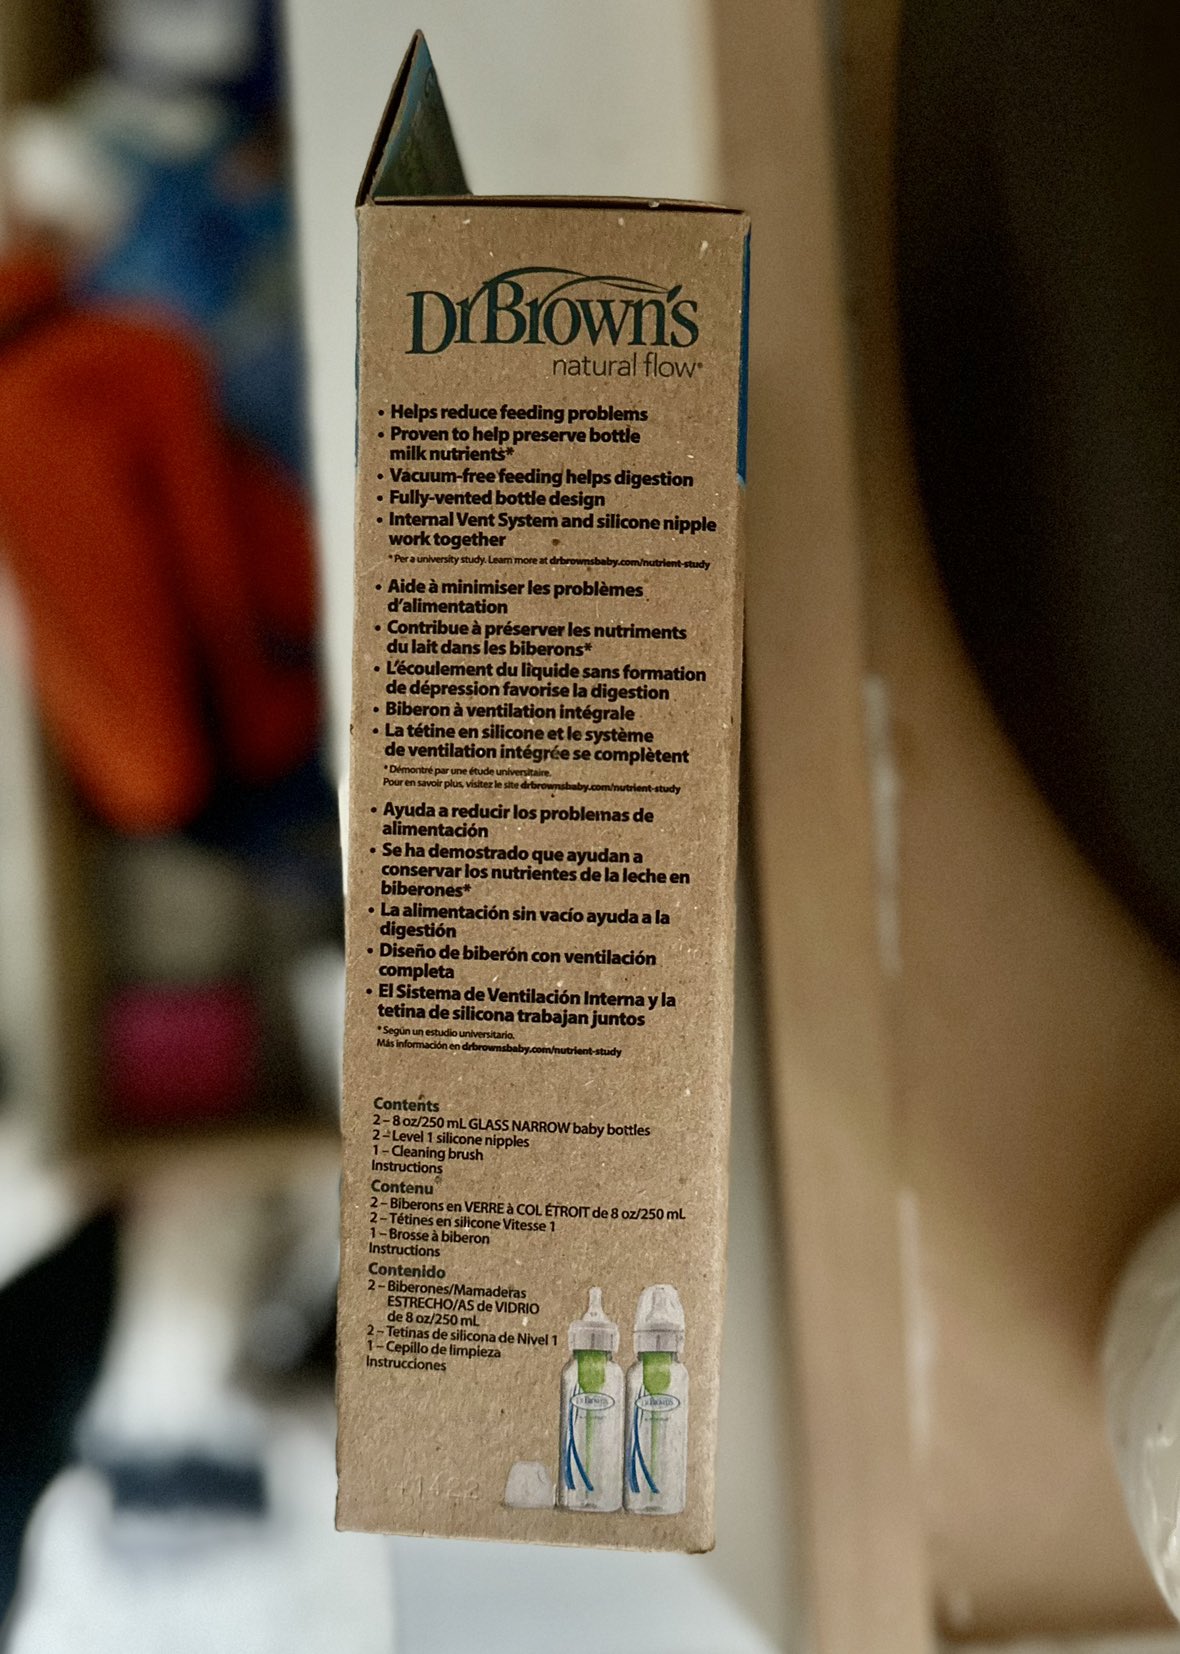 DrBrown's
natural flow®
• Helps reduce feeding problems
• Proven to help preserve bottle
milk nutrients*
• Vacuum-free feeding helps digestion
• Fully-vented bottle design
• Internal Vent System and silicone nipple
work together
*Per a university study. Learn more at drbrownsbaby.com/nutrient-study
• Aide à minimiser les problèmes
d'alimentation
• Contribue à préserver les nutriments
du lait dans les biberons*
• L'écoulement du liquide sans formation
de dépression favorise la digestion
• Biberon à ventilation intégrale
• La tétine en silicone et le système
de ventilation intégrée se complètent
*Démontré par une étude universitaire.
Pour en savoir plus, visitez le site drbrownsbaby.com/nutrient-study
• Ayuda a reducir los problemas de
alimentación
• Se ha demostrado que ayudan a
conservar los nutrientes de la leche en
biberones*
• La alimentación sin vacío ayuda a la
digestión
• Diseño de biberón con ventilación
completa
• El Sistema de Ventilación Interna y la
tetina de silicona trabajan juntos
*Según un estudio universitario.
Más información en drbrownsbaby.com/nutrient-study
Contents
2 – 8 oz/250 mL GLASS NARROW baby bottles
2 – Level 1 silicone nipples
1 – Cleaning brush
Instructions
Contenu
2 – Biberons en VERRE à COL ÉTROIT de 8 oz/250 mL
2 – Tétines en silicone Vitesse 1
1 – Brosse à biberon
Instructions
Contenido
2 – Biberones/Mamaderas
ESTRECHO/AS de VIDRIO
de 8 oz/250 mL
2 – Tetinas de silicona de Nivel 1
1 – Cepillo de limpieza
Instrucciones
DrBrown's
DrBrown's
1422